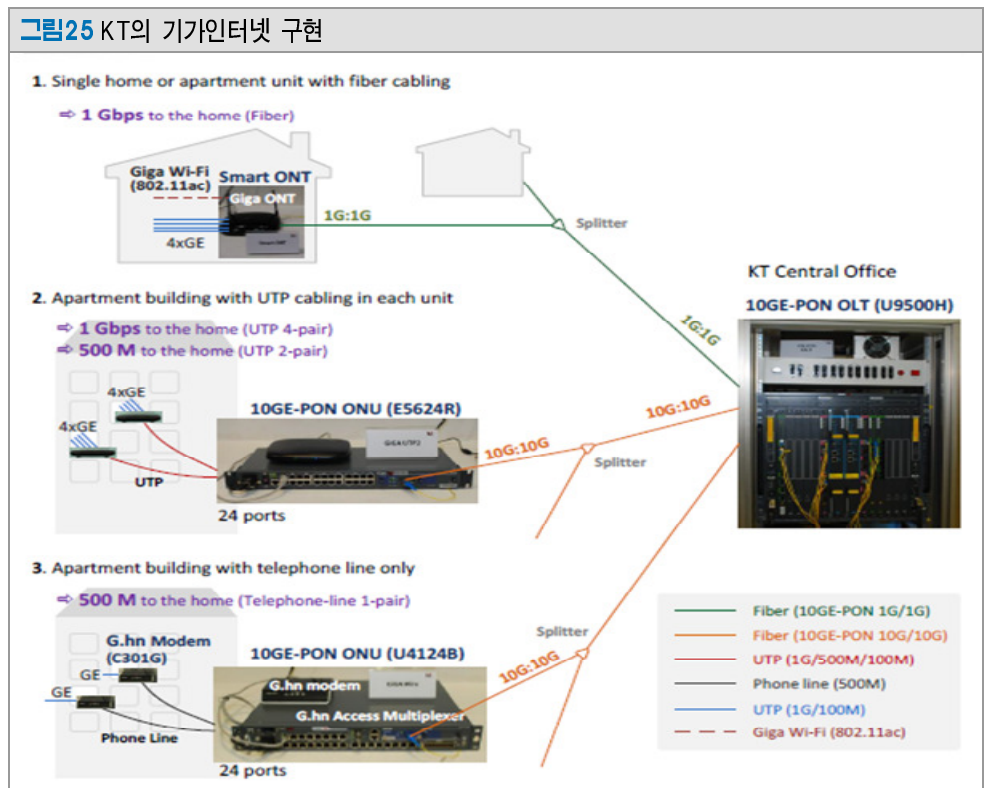 그림25 KT의 기가인터넷 구현
1. Single home or apartment unit with fiber cabling
⇨ 1 Gbps to the home (Fiber)
Giga Wi-Fi
(802.11ac)
Smart ONT
Giga ONT
4xGE
1G:1G
Splitter
1G:1G
KT Central Office
10GE-PON OLT (U9500H)
2. Apartment building with UTP cabling in each unit
⇨ 1 Gbps to the home (UTP 4-pair)
⇨ 500 M to the home (UTP 2-pair)
4xGE
4xGE
UTP
10GE-PON ONU (E5624R)
24 ports
10G:10G
Splitter
10G:10G
3. Apartment building with telephone line only
⇨ 500 M to the home (Telephone-line 1-pair)
G.hn Modem
(C301G)
GE
GE
Phone Line
10GE-PON ONU (U4124B)
G.hn modem
G.hn Access Multiplexer
24 ports
10G:10G
Splitter
Fiber (10GE-PON 1G/1G)
Fiber (10GE-PON 10G/10G)
UTP (1G/500M/100M)
Phone line (500M)
UTP (1G/100M)
Giga Wi-Fi (802.11ac)